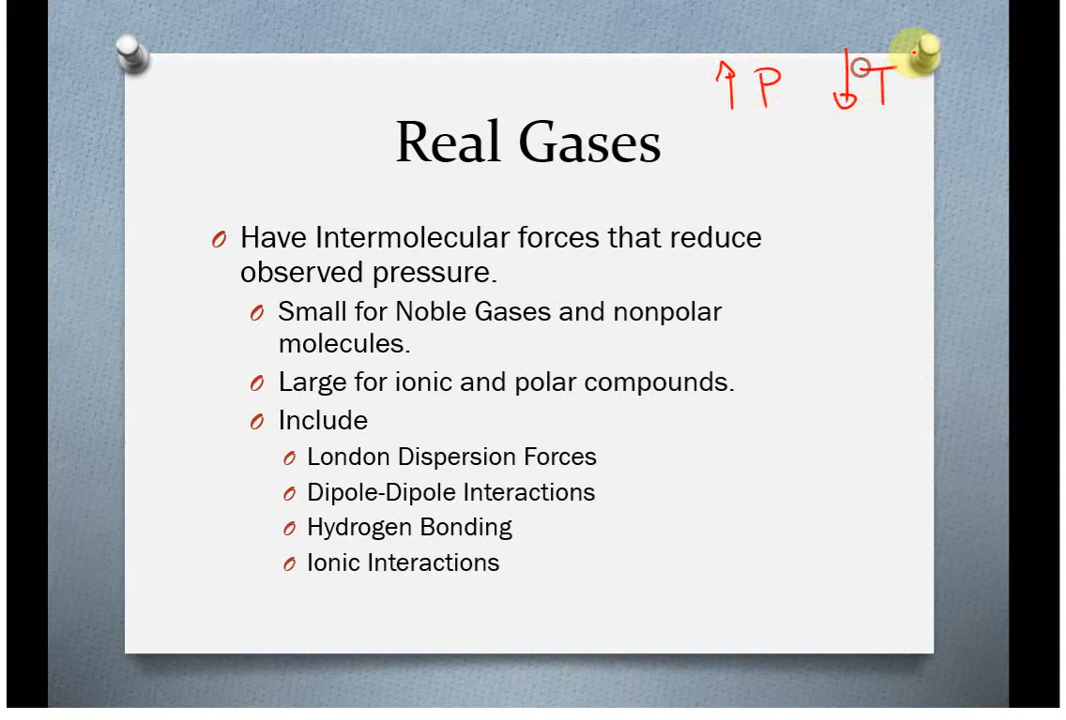 ↑ P ↓ T
Real Gases
Have Intermolecular forces that reduce
observed pressure.
Small for Noble Gases and nonpolar
molecules.
Large for ionic and polar compounds.
Include
London Dispersion Forces
Dipole-Dipole Interactions
Hydrogen Bonding
Ionic Interactions